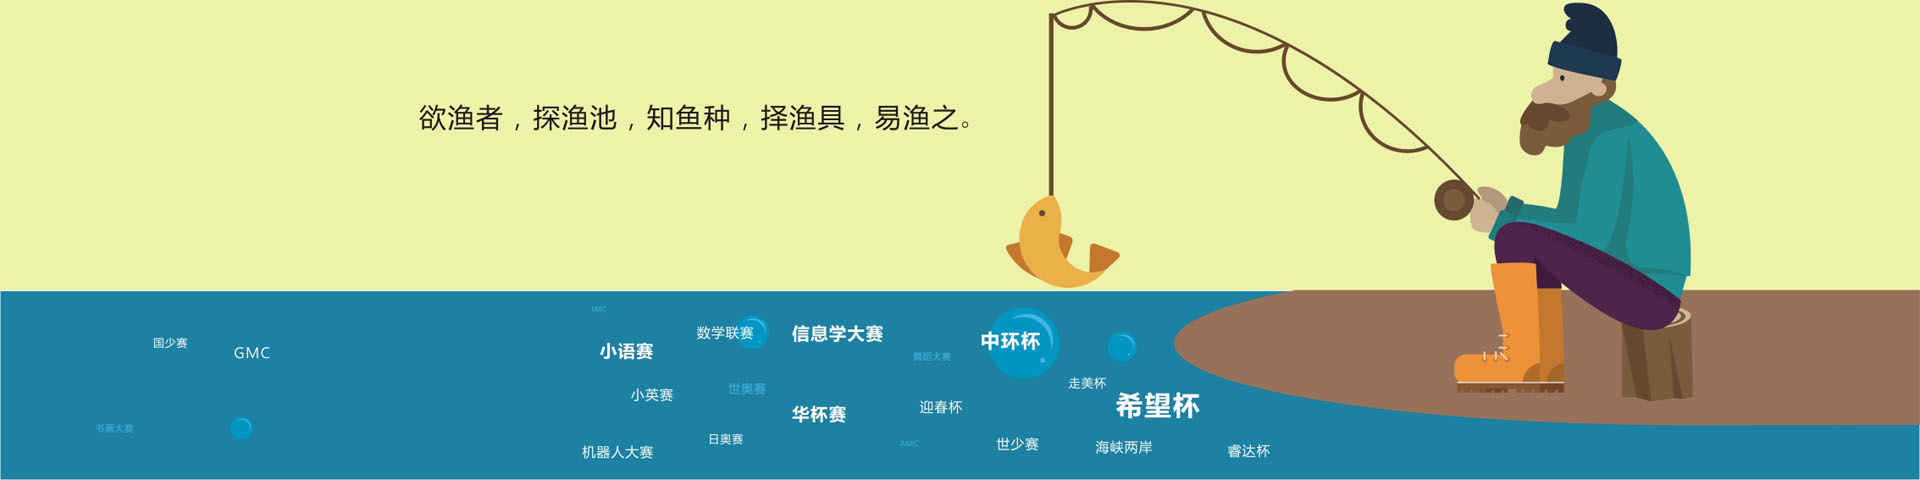 欲渔者，探渔池，知鱼种，择渔具，易渔之。
IMC
数学联赛
信息学大赛
中环杯
国少赛
GMC
小语赛
舞蹈大赛
走美杯
小英赛
世奥赛
希望杯
迎春杯
华杯赛
书画大赛
日奥赛
AMC
世少赛
海峡两岸
机器人大赛
睿达杯